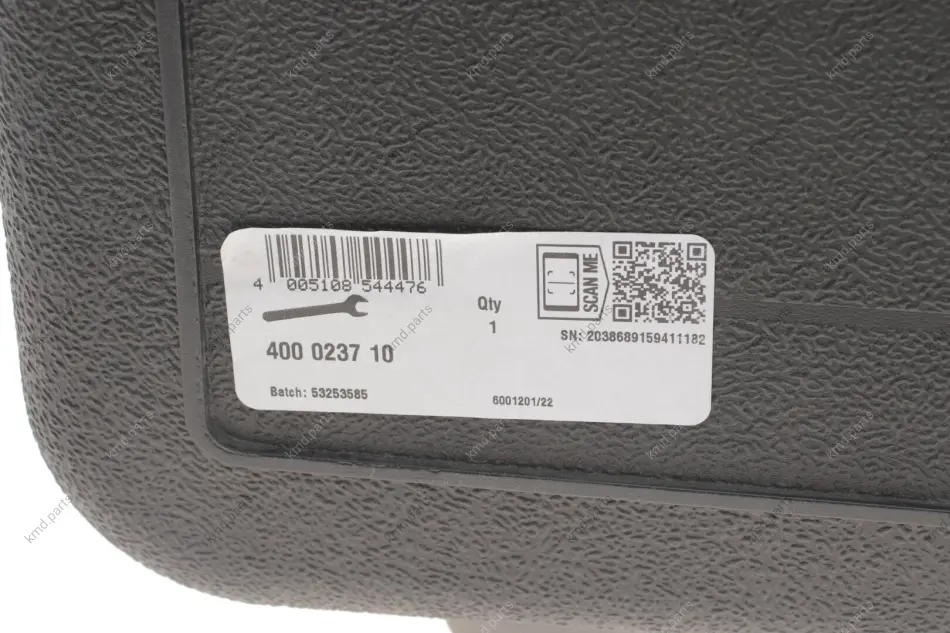 4 005108 544476
400 0237 10
Batch: 53253585
Qty
1
6001201/22
SCAN ME
SN: 2038689159411182
kmd.parts